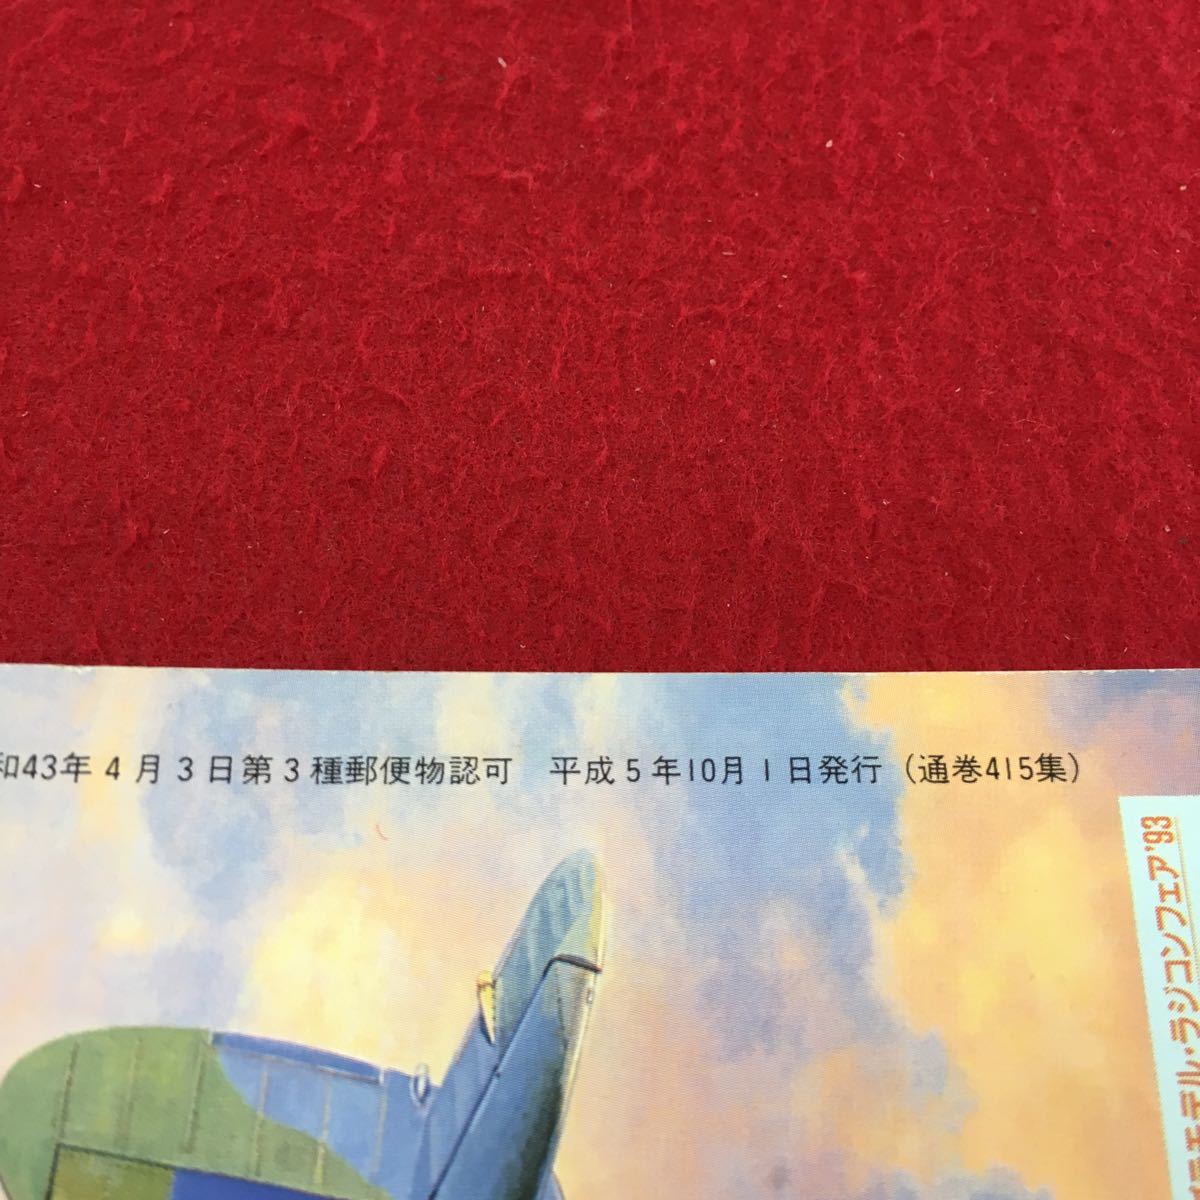 和43年4月3日第3種郵便物認可　平成5年10月1日発行（通巻415集）
モデル・ラジコンフェア'93